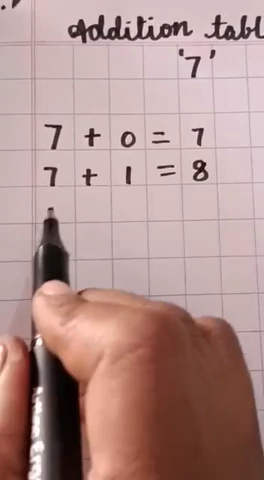 Addition tabl
'7'
7 + 0 = 7
7 + 1 = 8